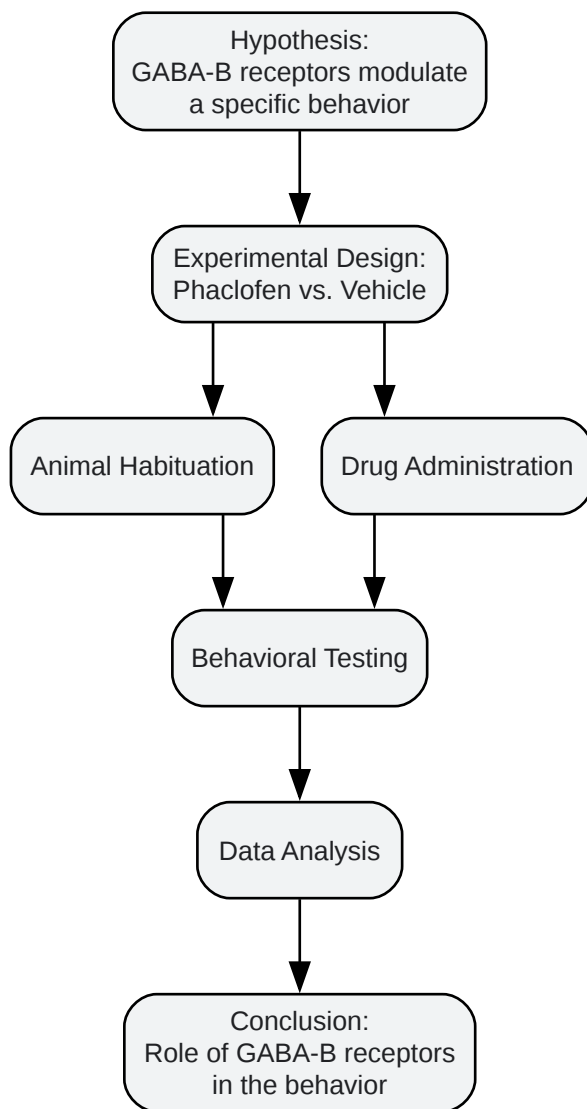 Hypothesis:
GABA-B receptors modulate
a specific behavior
Experimental Design:
Phaclofen vs. Vehicle
Animal Habituation
Drug Administration
Behavioral Testing
Data Analysis
Conclusion:
Role of GABA-B receptors
in the behavior